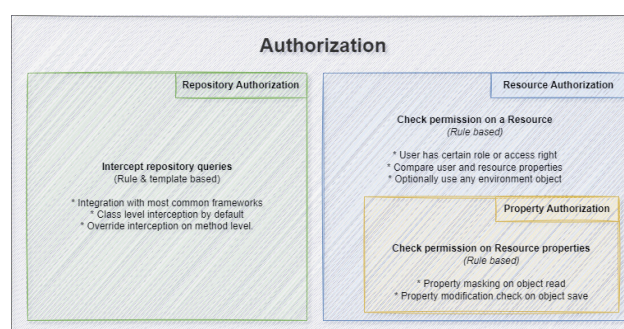 Authorization
Repository Authorization
Intercept repository queries
(Rule & template based)
* Integration with most common frameworks
* Class level interception by default
* Override interception on method level.
Resource Authorization
Check permission on a Resource
(Rule based)
* User has certain role or access right
* Compare user and resource properties
* Optionally use any environment object
Property Authorization
Check permission on Resource properties
(Rule based)
* Property masking on object read
* Property modification check on object save